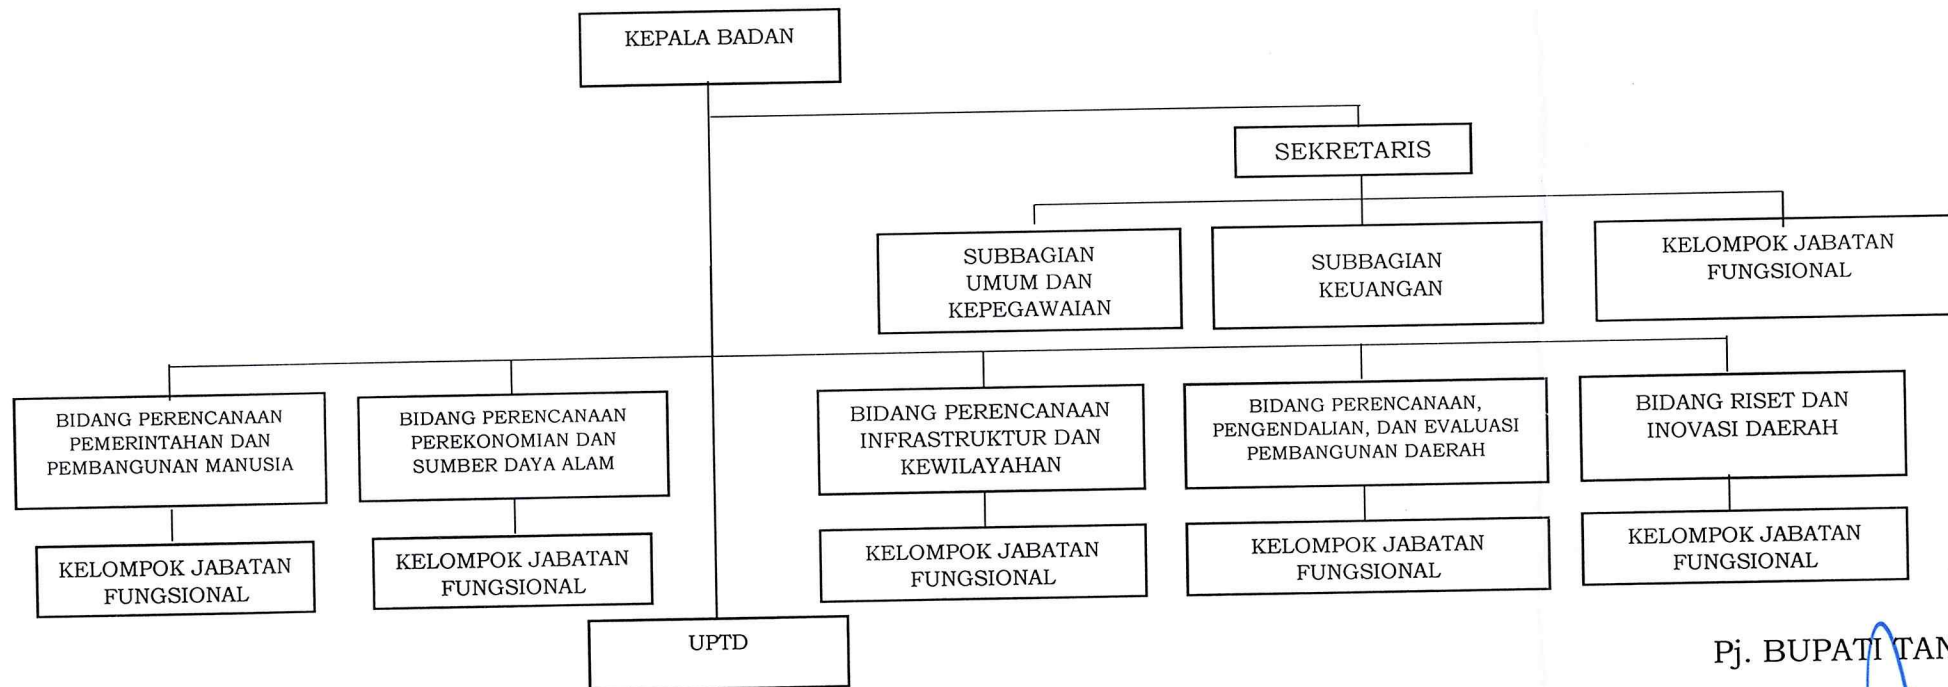 KEPALA BADAN
SEKRETARIS
SUBBAGIAN
UMUM DAN
KEPEGAWAIAN
SUBBAGIAN
KEUANGAN
KELOMPOK JABATAN
FUNGSIONAL
BIDANG PERENCANAAN
PEMERINTAHAN DAN
PEMBANGUNAN MANUSIA
BIDANG PERENCANAAN
PEREKONOMIAN DAN
SUMBER DAYA ALAM
BIDANG PERENCANAAN
INFRASTRUKTUR DAN
KEWILAYAHAN
BIDANG PERENCANAAN,
PENGENDALIAN, DAN EVALUASI
PEMBANGUNAN DAERAH
BIDANG RISET DAN
INOVASI DAERAH
KELOMPOK JABATAN
FUNGSIONAL
KELOMPOK JABATAN
FUNGSIONAL
KELOMPOK JABATAN
FUNGSIONAL
KELOMPOK JABATAN
FUNGSIONAL
KELOMPOK JABATAN
FUNGSIONAL
UPTD
Pj. BUPATI TAN